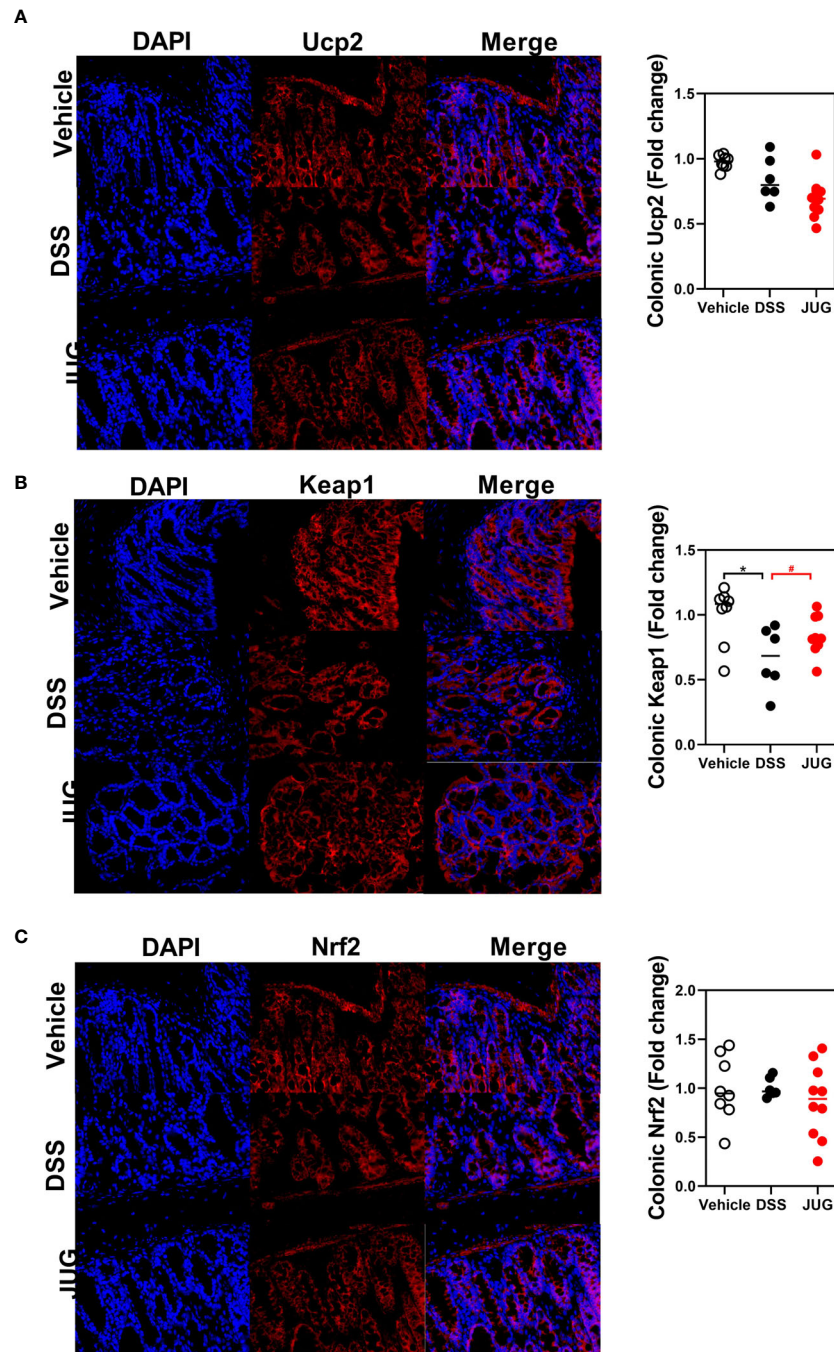 A
DAPI Ucp2 Merge
Vehicle
DSS
JUG
Colonic Ucp2 (Fold change)
1.5
1.0
0.5
0.0
Vehicle DSS JUG
B
DAPI Keap1 Merge
Vehicle
DSS
JUG
Colonic Keap1 (Fold change)
1.5
1.0
0.5
0.0
* #
Vehicle DSS JUG
C
DAPI Nrf2 Merge
Vehicle
DSS
JUG
Colonic Nrf2 (Fold change)
2.0
1.5
1.0
0.5
0.0
Vehicle DSS JUG